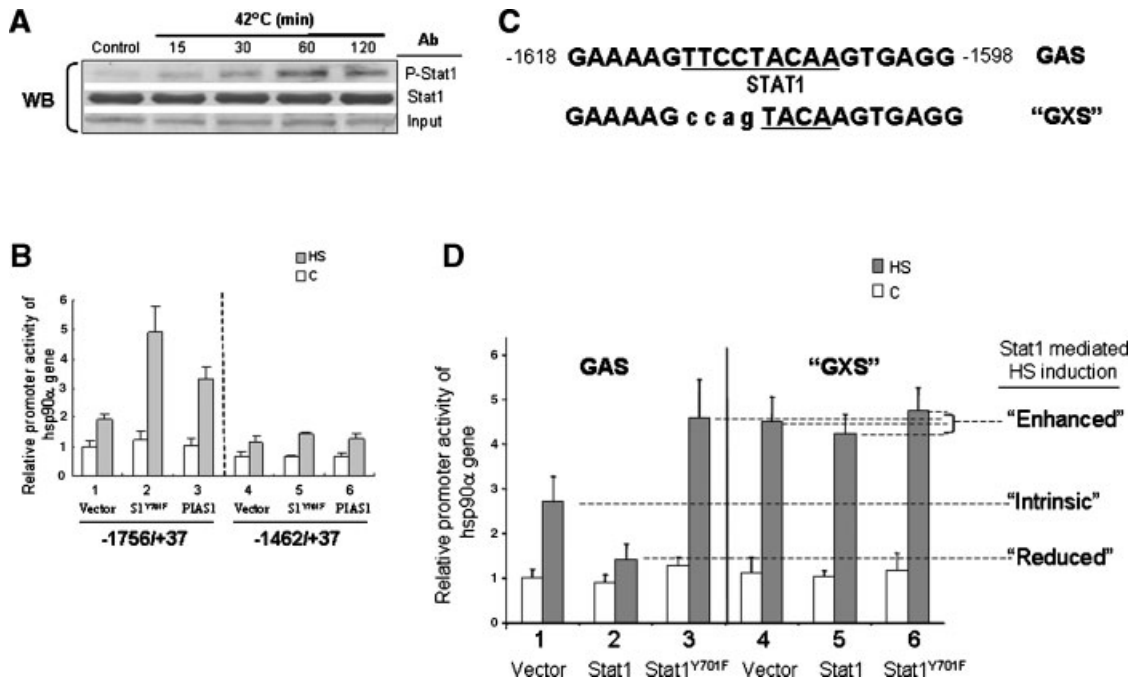 A
42°C (min)
Control 15 30 60 120 Ab
WB
P-Stat1
Stat1
Input
C
-1618 GAAAAGTTCCTACAAGTGAGG -1598 GAS
STAT1
GAAAAG c c a g TACAAGTGAGG "GXS"
B
HS
C
Relative promoter activity of
hsp90α gene
6
5
4
3
2
1
0
1 2 3 4 5 6
Vector S1Y701F PIAS1 Vector S1Y701F PIAS1
-1756/+37 -1462/+37
D
HS
C
Relative promoter activity of
hsp90α gene
6
5
4
3
2
1
0
GAS "GXS"
Stat1 mediated
HS induction
"Enhanced"
"Intrinsic"
"Reduced"
1 2 3 4 5 6
Vector Stat1 Stat1Y701F Vector Stat1 Stat1Y701F